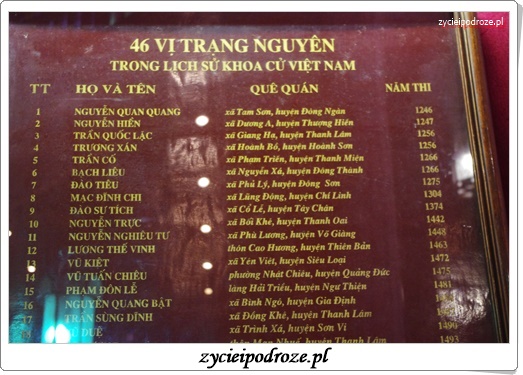 zycieipodroze.pl
46 VỊ TRẠNG NGUYÊN
TRONG LỊCH SỬ KHOA CỬ VIỆT NAM
TT HỌ VÀ TÊN QUÊ QUÁN NĂM THI
1 NGUYỄN QUAN QUANG xã Tam Sơn, huyện Đông Ngàn 1246
2 NGUYỄN HIỀN xã Dương A, huyện Thượng Hiền 1247
3 TRẦN QUỐC LẶC xã Giang Hạ, huyện Thanh Lâm 1256
4 TRƯƠNG XÁN xã Hoành Bồ, huyện Hoành Sơn 1256
5 TRẦN CỐ xã Phạm Triền, huyện Thanh Miện 1266
6 BẠCH LIÊU xã Nguyễn Xá, huyện Đông Thành 1266
7 ĐÀO TIÊU xã Phủ Lý, huyện Đông Sơn 1275
8 MẠC ĐĨNH CHI xã Lũng Động, huyện Chí Linh 1304
9 ĐÀO SƯ TÍCH xã Cổ Lễ, huyện Tây Chân 1374
10 NGUYỄN TRỰC xã Bối Khê, huyện Thanh Oai 1442
11 NGUYỄN NGHIÊU TƯ xã Phù Lương, huyện Võ Giàng 1448
12 LƯƠNG THẾ VINH thôn Cao Hương, huyện Thiên Bản 1463
13 VŨ KIỆT xã Yên Việt, huyện Siêu Loại 1472
14 VŨ TUẤN CHIÊU phường Nhật Chiêu, huyện Quảng Đức 1475
15 PHẠM ĐÔN LỄ làng Hải Triều, huyện Ngự Thiên 1481
16 NGUYỄN QUANG BẬT xã Bình Ngô, huyện Gia Định
17 TRẦN SÙNG DĨNH xã Đồng Khê, huyện Thanh Lâm
DUỆ xã Trinh Xá, huyện Sơn Vi 1490
huyện Thanh Lâm 1493
zycieipodroze.pl